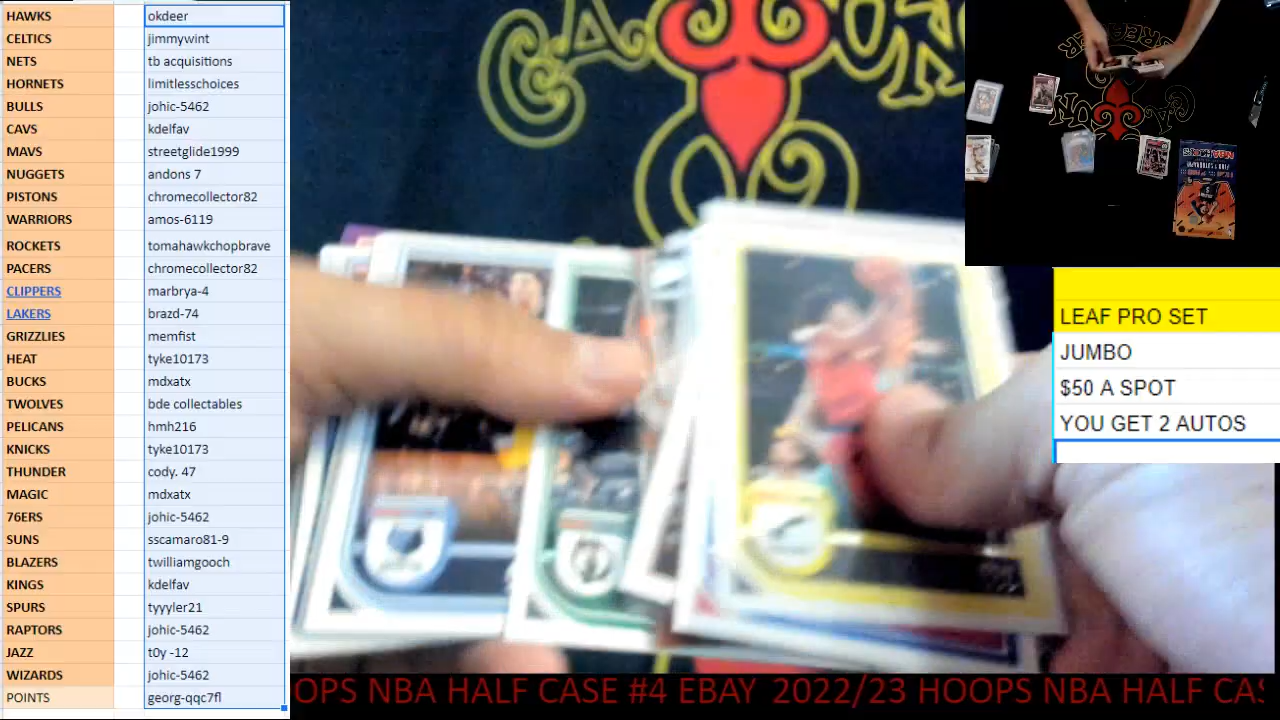 HAWKS okdeer
CELTICS jimmywint
NETS tb acquisitions
HORNETS limitlesschoices
BULLS johic-5462
CAVS kdelfav
MAVS streetglide1999
NUGGETS andons 7
PISTONS chromecollector82
WARRIORS amos-6119
ROCKETS tomahawkchopbrave
PACERS chromecollector82
CLIPPERS marbrya-4
LAKERS brazd-74
GRIZZLIES memfist
HEAT tyke10173
BUCKS mdxatx
TWOLVES bde collectables
PELICANS hmh216
KNICKS tyke10173
THUNDER cody. 47
MAGIC mdxatx
76ERS johic-5462
SUNS sscamaro81-9
BLAZERS twilliamgooch
KINGS kdelfav
SPURS tyyyler21
RAPTORS johic-5462
JAZZ t0y -12
WIZARDS johic-5462
POINTS georg-qqc7fl
LEAF PRO SET
JUMBO
$50 A SPOT
YOU GET 2 AUTOS
OOPS NBA HALF CASE #4 EBAY 2022/23 HOOPS NBA HALF CAS